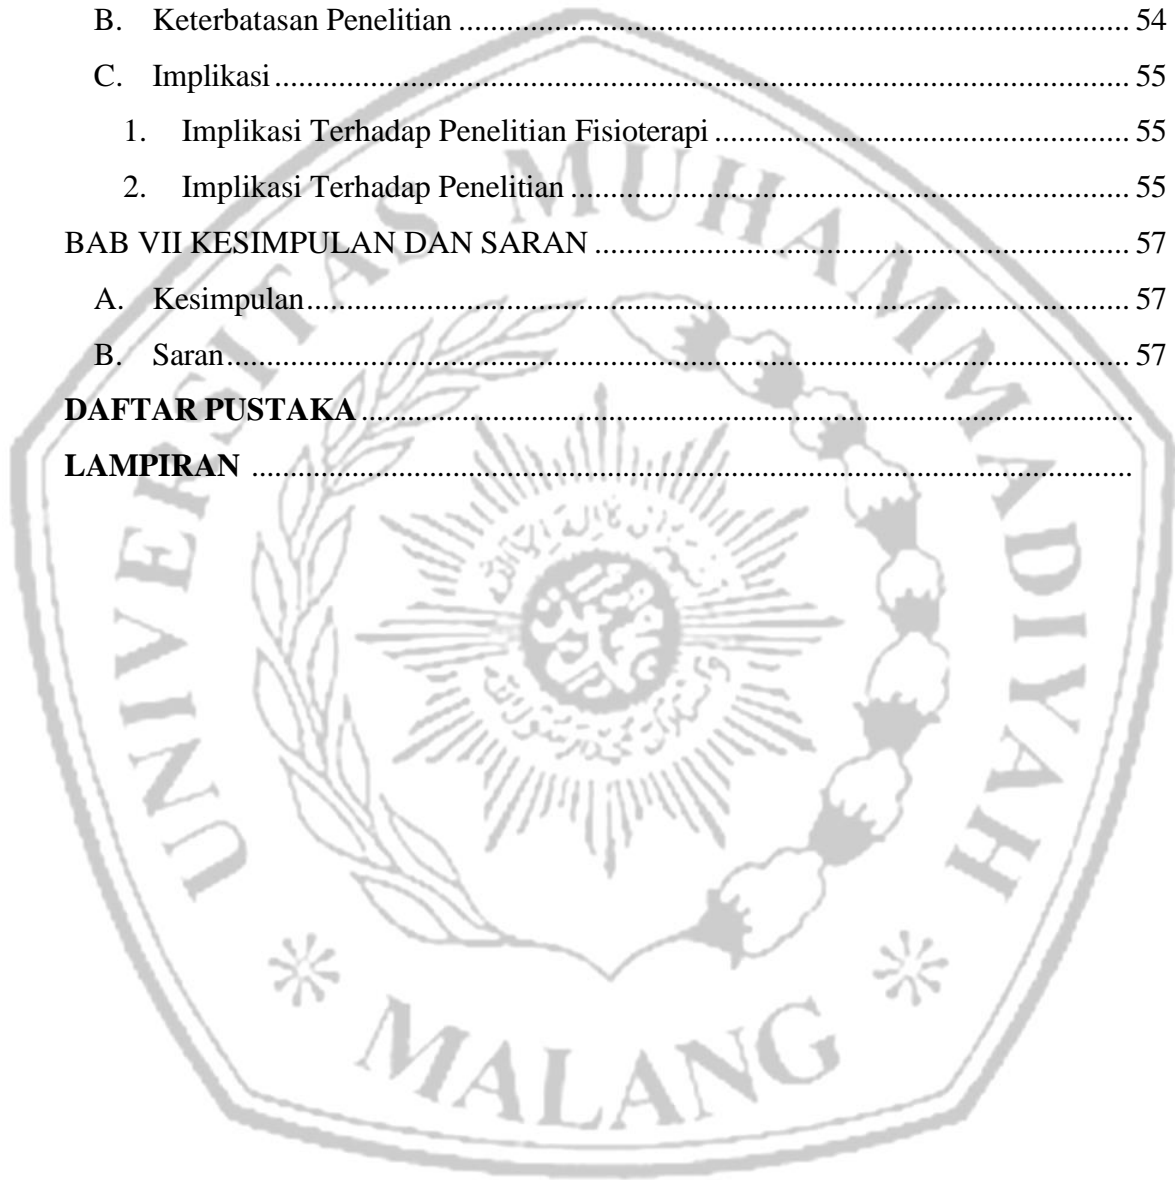 B. Keterbatasan Penelitian ........................................................................................ 54
C. Implikasi ........................................................................................ 55
1. Implikasi Terhadap Penelitian Fisioterapi ........................................................................................ 55
2. Implikasi Terhadap Penelitian ........................................................................................ 55
BAB VII KESIMPULAN DAN SARAN ........................................................................................ 57
A. Kesimpulan ........................................................................................ 57
B. Saran ........................................................................................ 57
DAFTAR PUSTAKA ........................................................................................
LAMPIRAN ........................................................................................
UNIVERSITAS MUHAMMADIYAH
MALANG